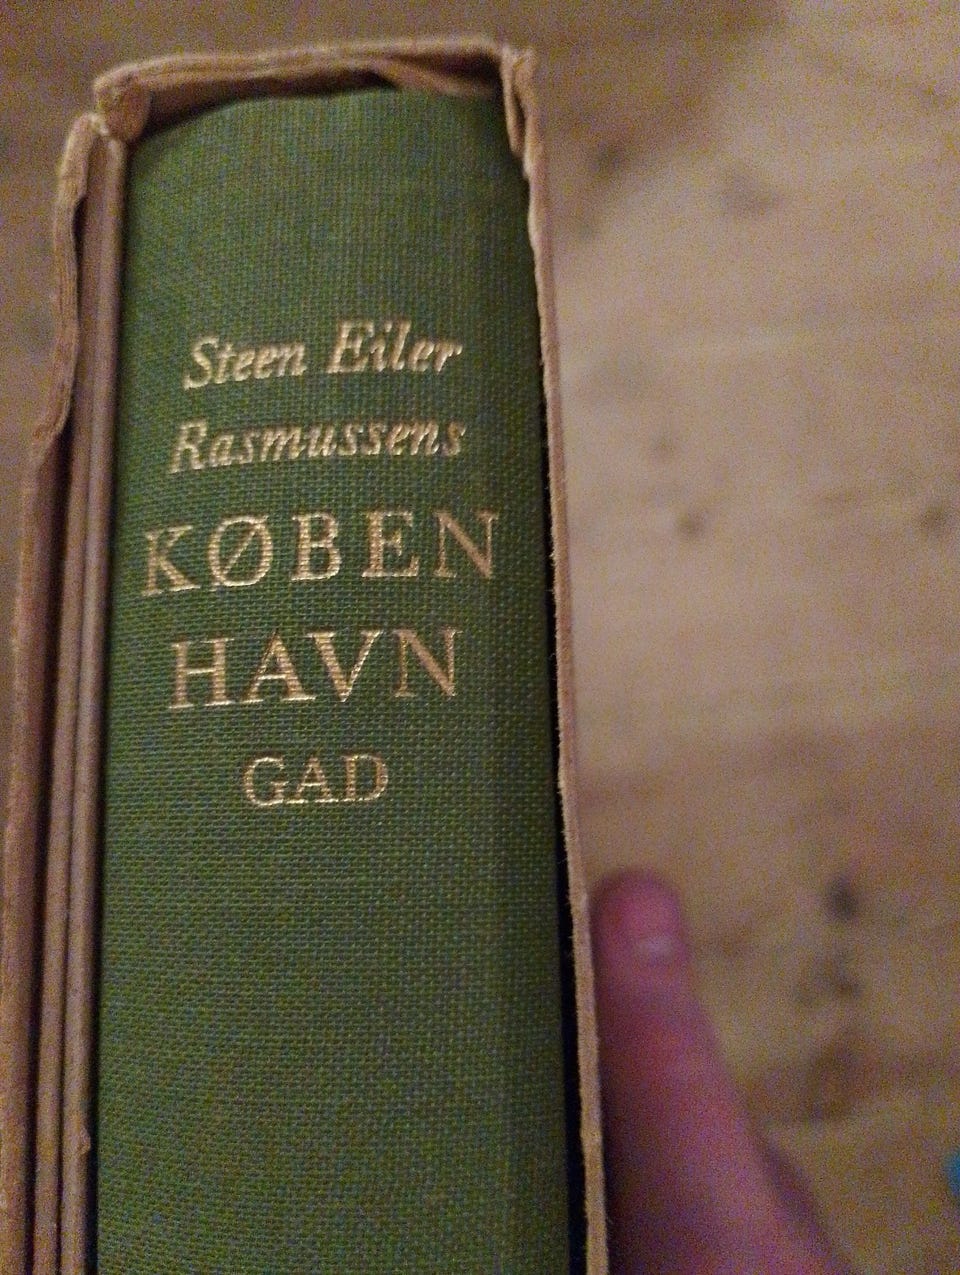 Steen Eiler
Rasmussens
KØBEN
HAVN
GAD